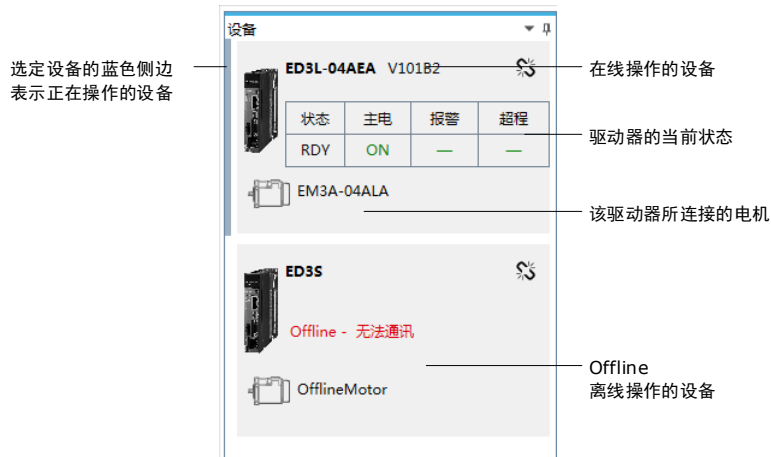 设备
选定设备的蓝色侧边
表示正在操作的设备
ED3L-04AEA V101B2
在线操作的设备
状态 主电 报警 超程
RDY ON — —
驱动器的当前状态
EM3A-04ALA
该驱动器所连接的电机
ED3S
Offline - 无法通讯
OfflineMotor
Offline
离线操作的设备